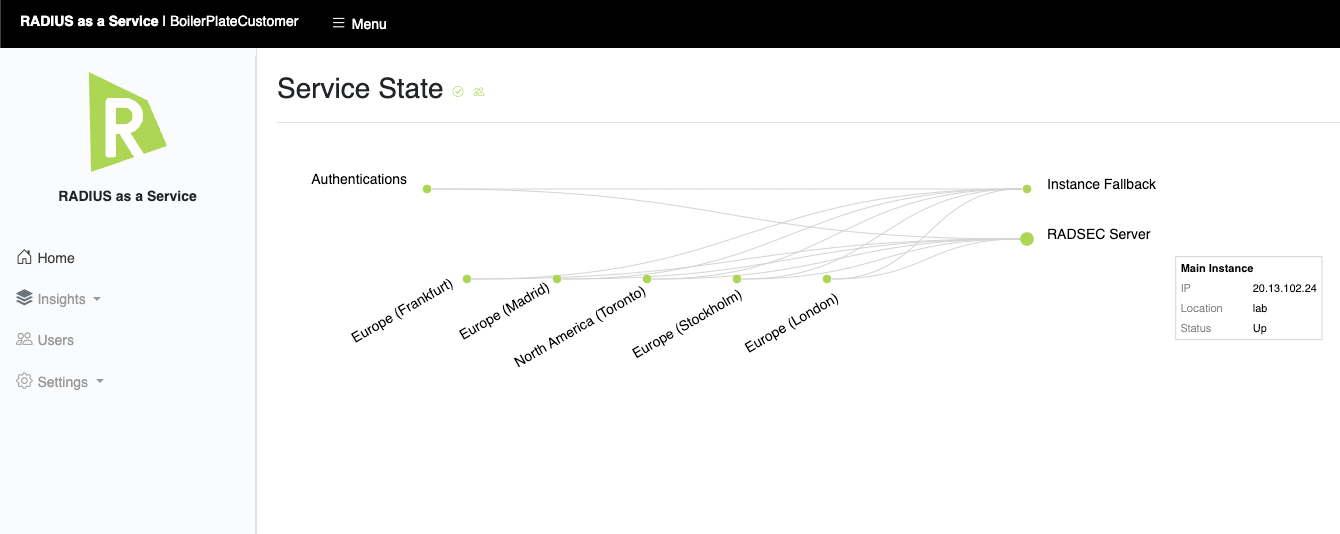 RADIUS as a Service | BoilerPlateCustomer
Menu
R
RADIUS as a Service
Home
Insights
Users
Settings
Service State
Authentications
Instance Fallback
RADSEC Server
Europe (Frankfurt)
Europe (Madrid)
North America (Toronto)
Europe (Stockholm)
Europe (London)
Main Instance
IP 20.13.102.24
Location lab
Status Up